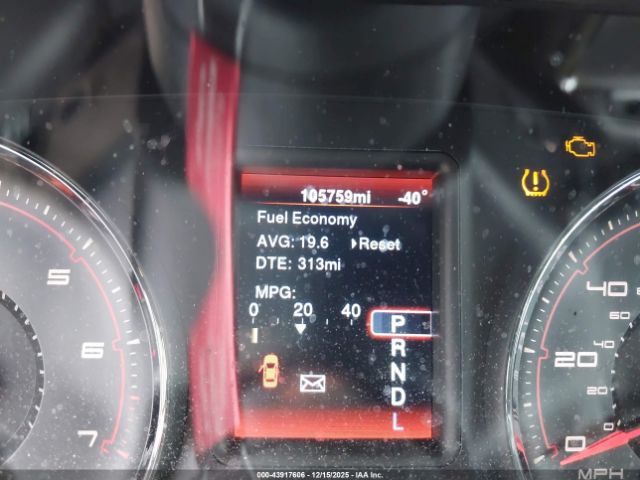 105759mi -40°
Fuel Economy
AVG: 19.6 Reset
DTE: 313mi
MPG:
0 20 40
P
R
N
D
L
5
6
7
40
60
20
40
20
0
0
MPH
000-43917606 - 12/15/2025 - IAA Inc.